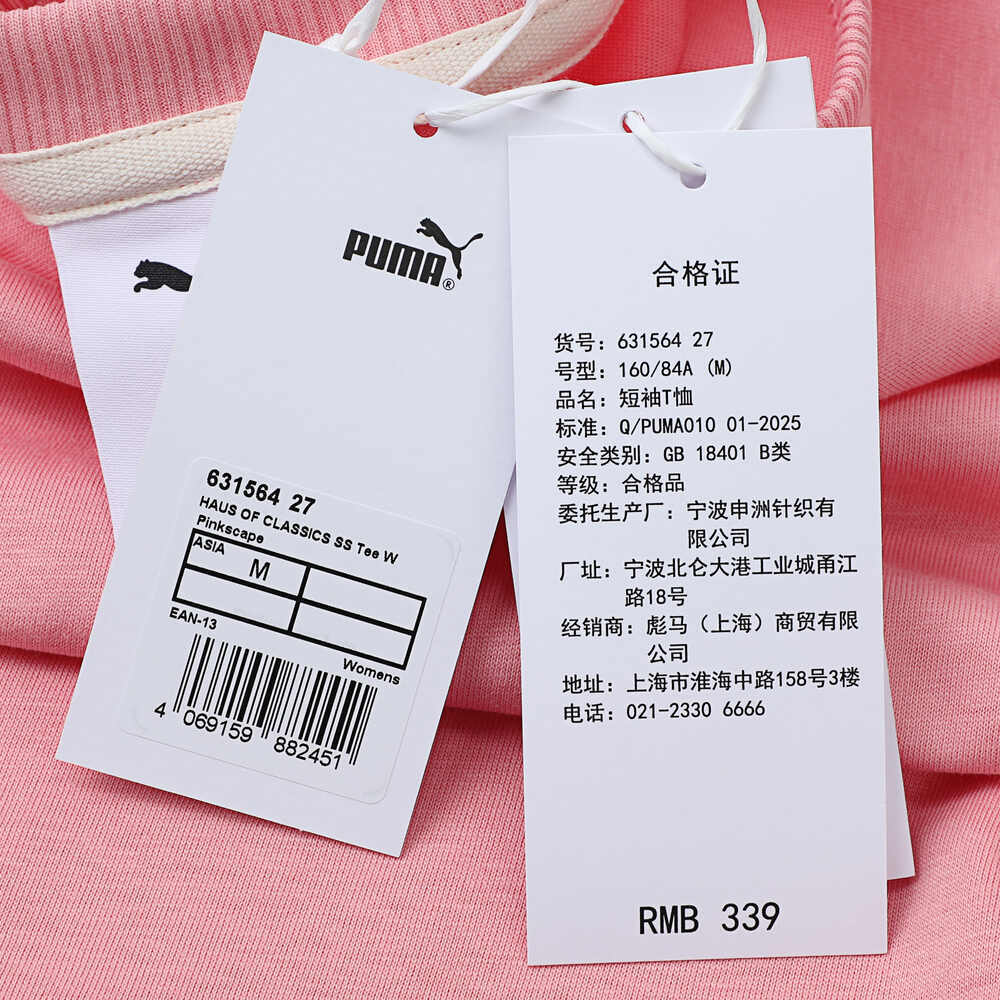 PUMA®
631564 27
HAUS OF CLASSICS SS Tee W
Pinkscape
ASIA
M
EAN-13
Womens
4 069159 882451
合格证
货号：631564 27
号型：160/84A (M)
品名：短袖T恤
标准：Q/PUMA010 01-2025
安全类别：GB 18401 B类
等级：合格品
委托生产厂：宁波申洲针织有
限公司
厂址：宁波北仑大港工业城甬江
路18号
经销商：彪马（上海）商贸有限
公司
地址：上海市淮海中路158号3楼
电话：021-2330 6666
RMB 339